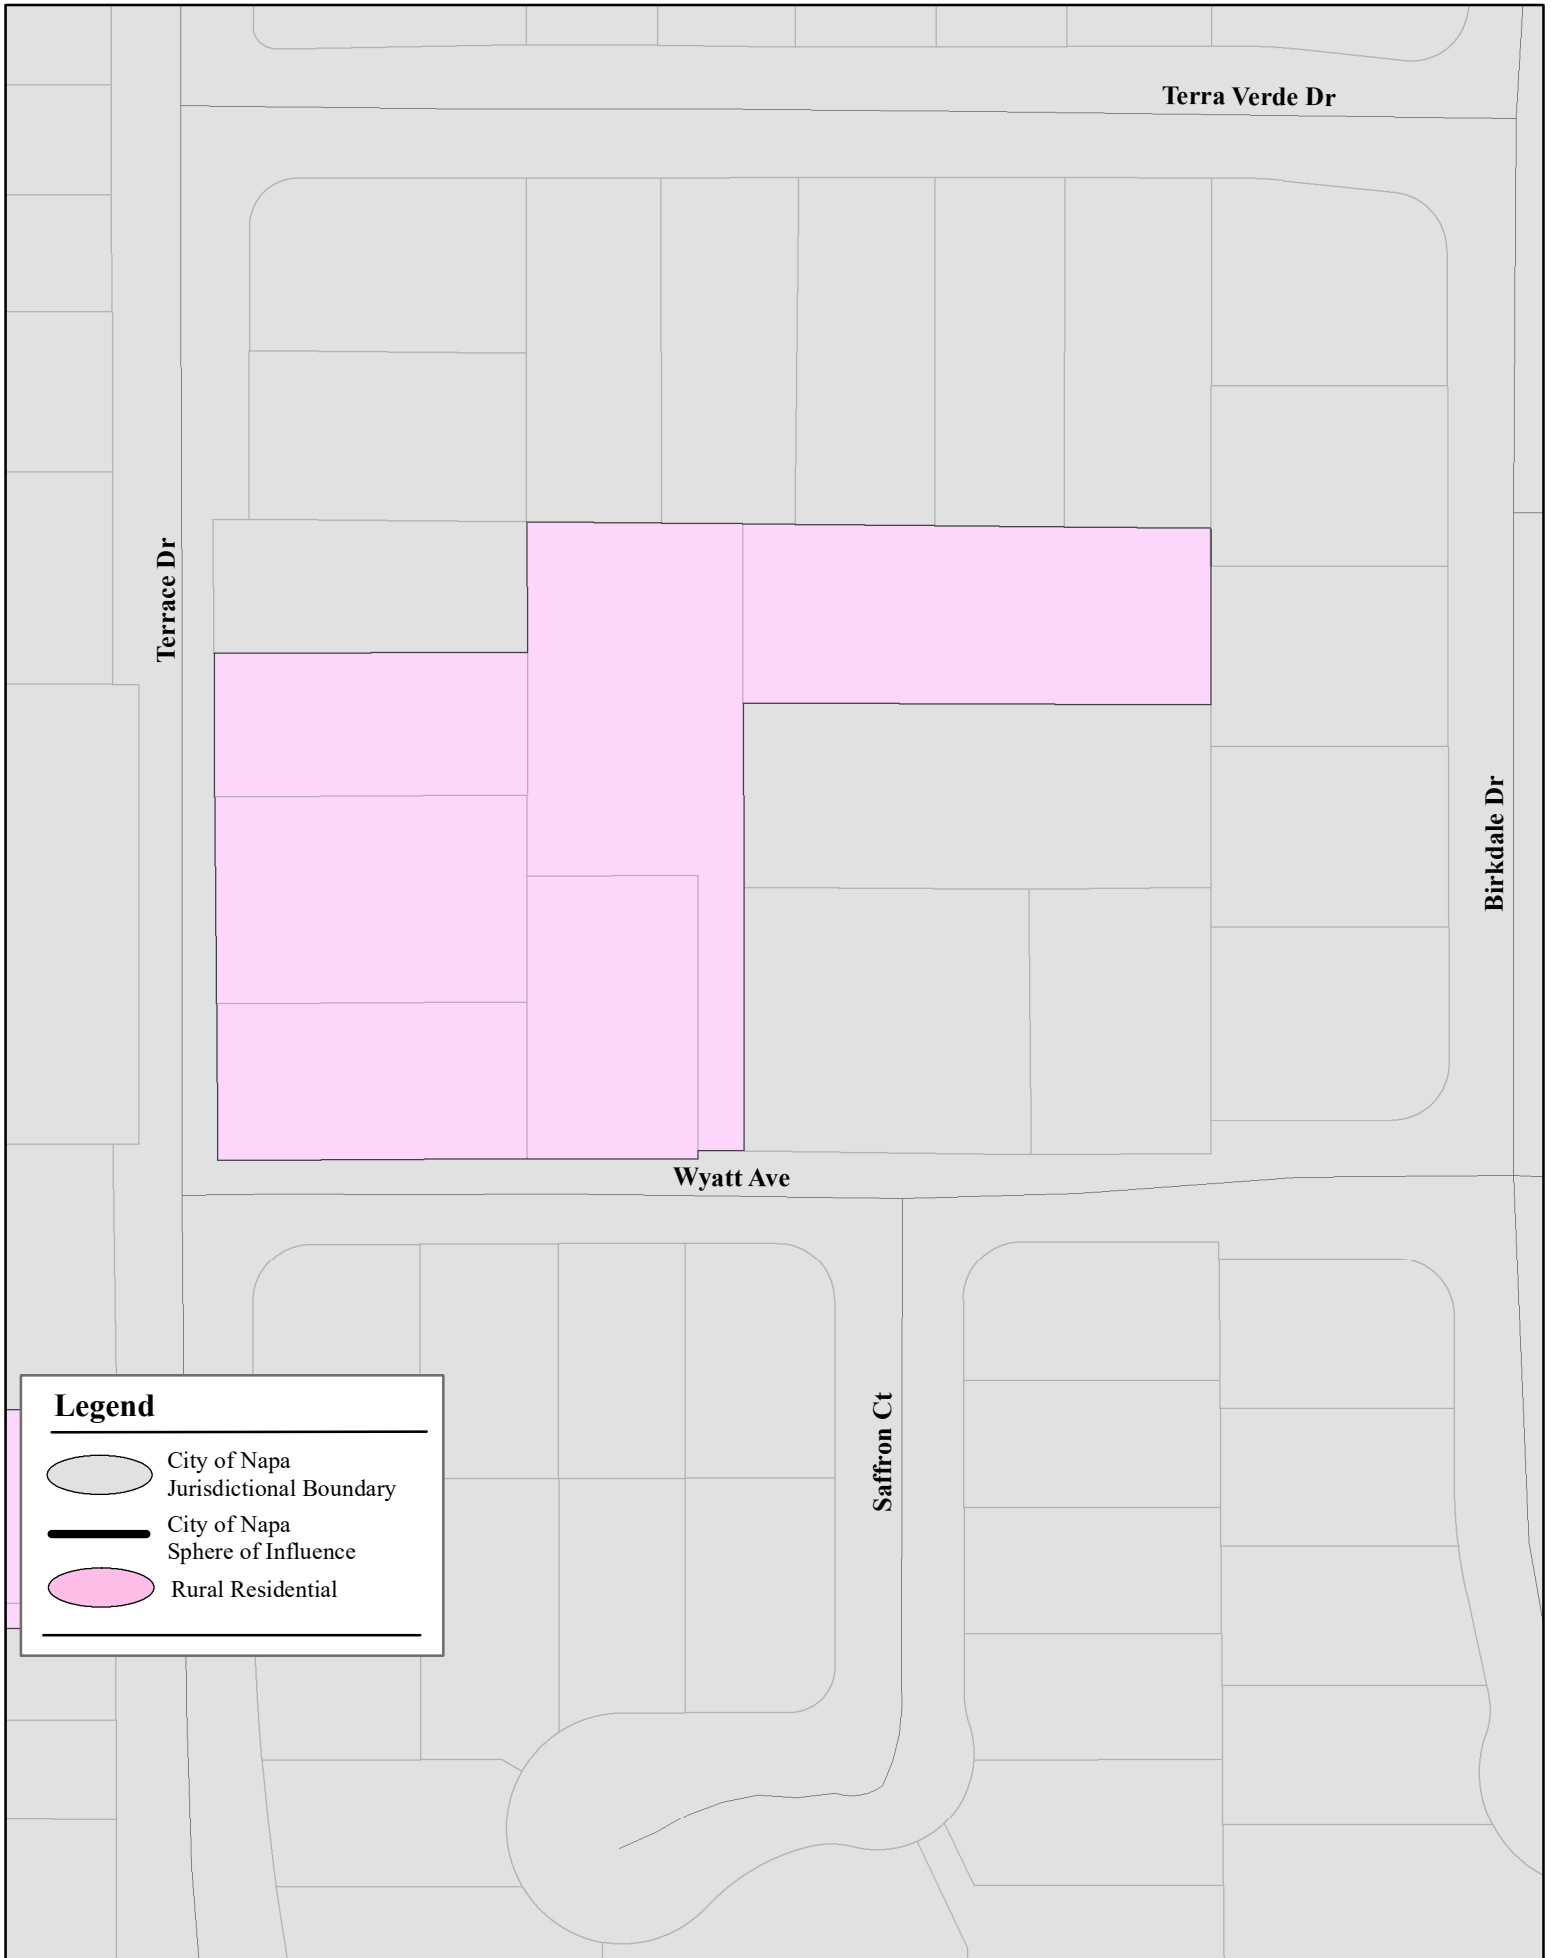 Terra Verde Dr
Terrace Dr
Birkdale Dr
Wyatt Ave
Saffron Ct
Legend
City of Napa
Jurisdictional Boundary
City of Napa
Sphere of Influence
Rural Residential